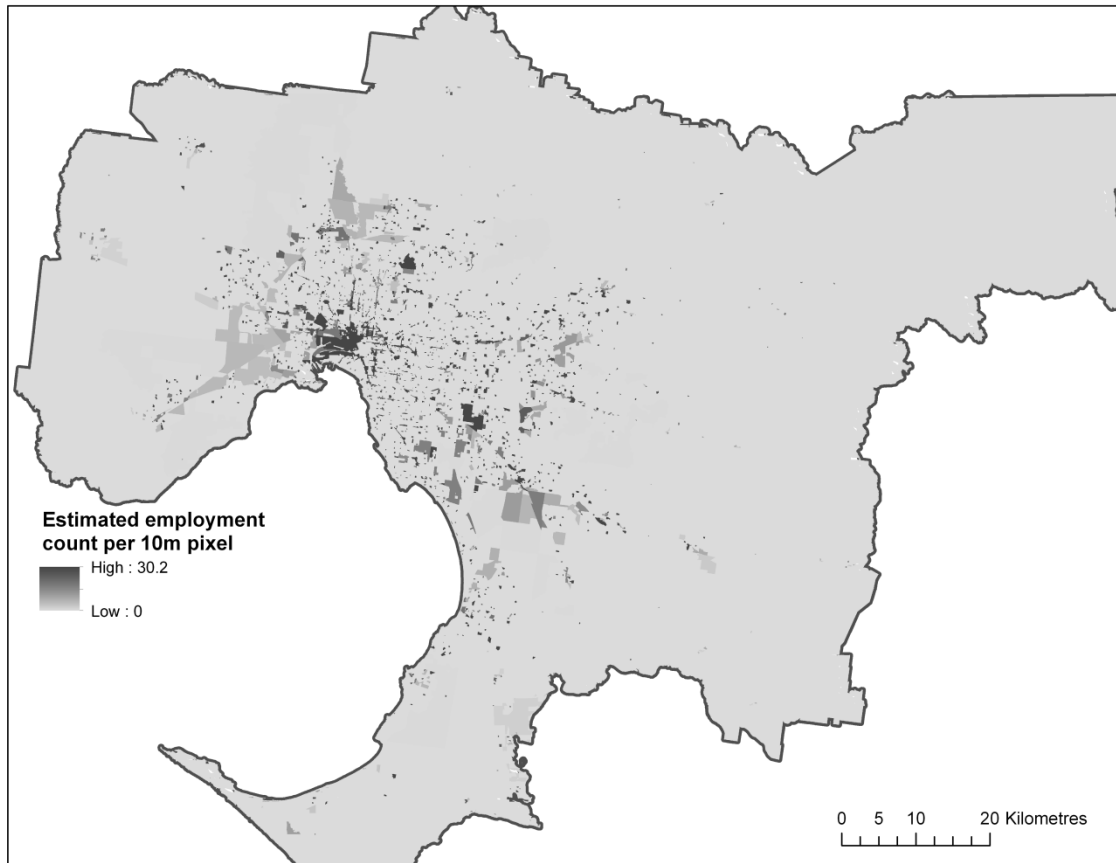 Estimated employment
count per 10m pixel
High : 30.2
Low : 0
0 5 10 20 Kilometres